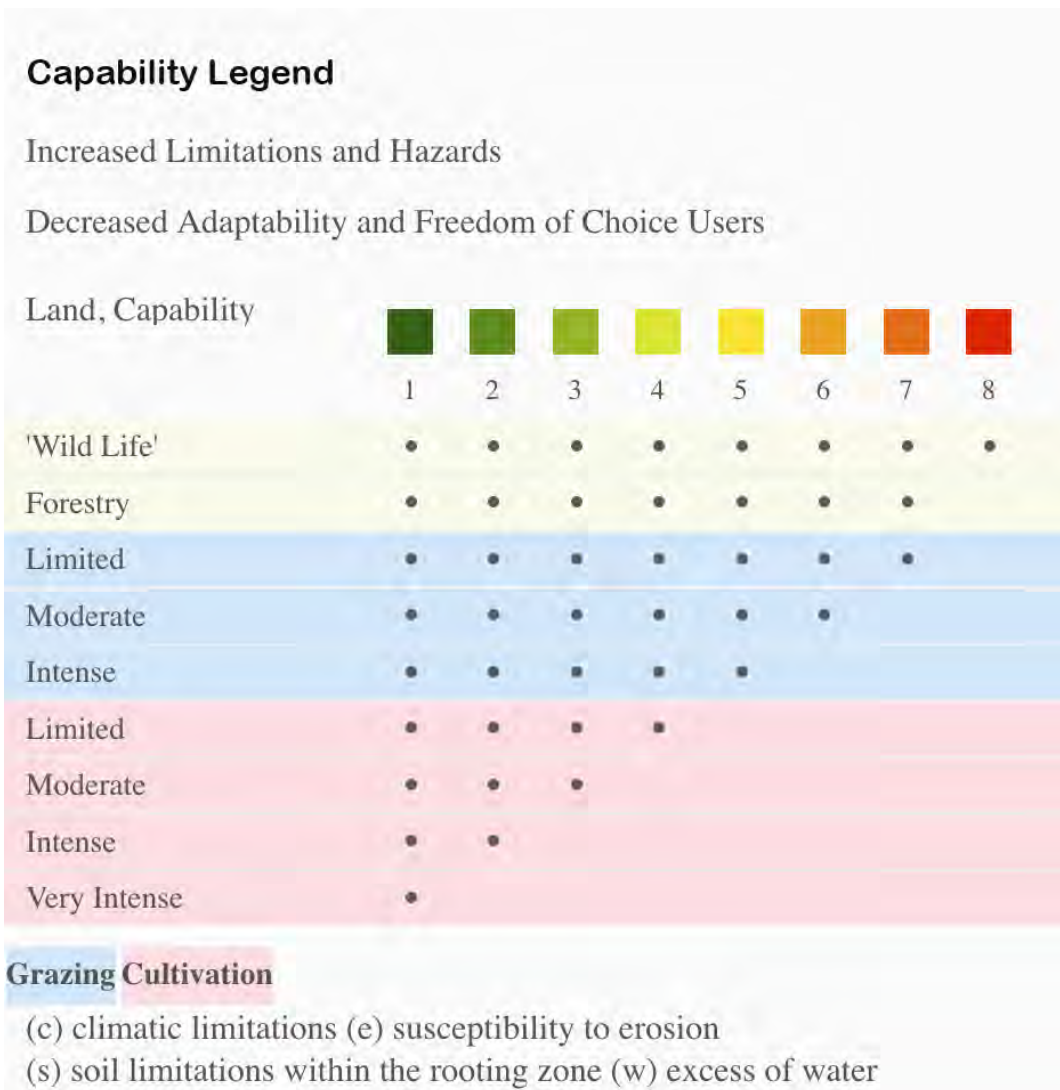 Capability Legend
Increased Limitations and Hazards
Decreased Adaptability and Freedom of Choice Users
Land, Capability
1 2 3 4 5 6 7 8
'Wild Life' • • • • • • • •
Forestry • • • • • • •
Limited • • • • • • •
Moderate • • • • • •
Intense • • • • •
Limited • • • •
Moderate • • •
Intense • •
Very Intense •
Grazing Cultivation
(c) climatic limitations (e) susceptibility to erosion
(s) soil limitations within the rooting zone (w) excess of water